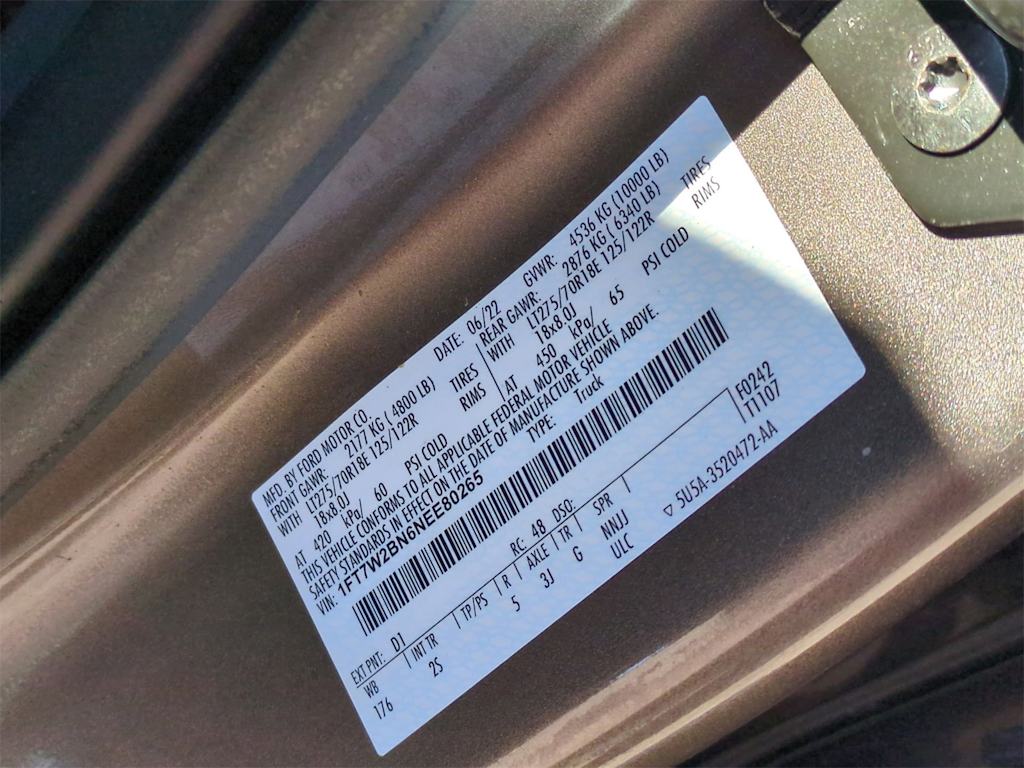 MFD. BY FORD MOTOR CO.
DATE: 06/22 GVWR: 4536 KG (10000 LB)
FRONT GAWR: 2177 KG ( 4800 LB) REAR GAWR: 2876 KG ( 6340 LB)
WITH LT275/70R18E 125/122R TIRES WITH LT275/70R18E 125/122R TIRES
18x8.0J RIMS 18x8.0J RIMS
AT 420 kPa/ 60 PSI COLD AT 450 kPa/ 65 PSI COLD
THIS VEHICLE CONFORMS TO ALL APPLICABLE FEDERAL MOTOR VEHICLE
SAFETY STANDARDS IN EFFECT ON THE DATE OF MANUFACTURE SHOWN ABOVE.
VIN: 1FT7W2BN6NEE80265 TYPE: Truck
F0242
T1107
EXT PNT: D1 RC: 48 DSO:
WB INT TR TP/PS R AXLE TR SPR
176 2S 5 3J G NNJJ
ULC
▽ 5U5A-3520472-AA